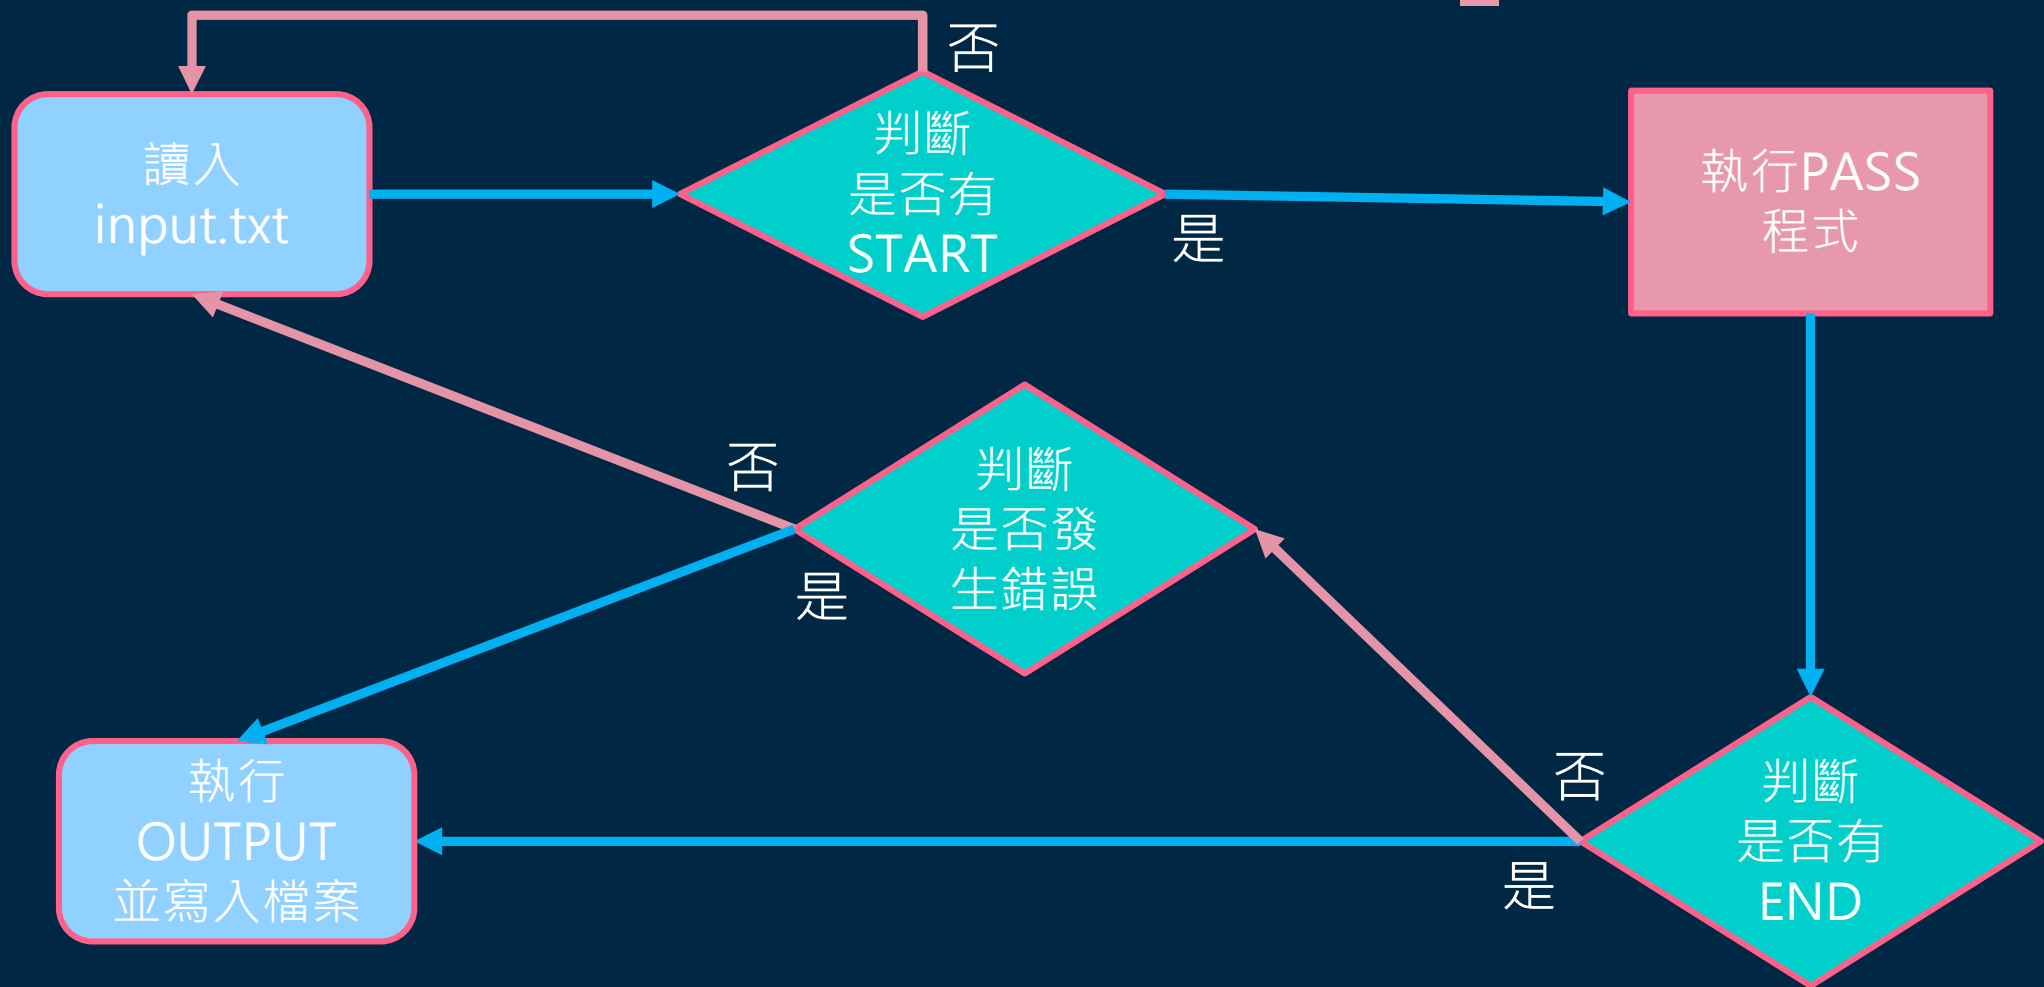 否
讀入
input.txt
判斷
是否有
START
是
執行PASS
程式
否
判斷
是否發
生錯誤
是
執行
OUTPUT
並寫入檔案
否
是
判斷
是否有
END